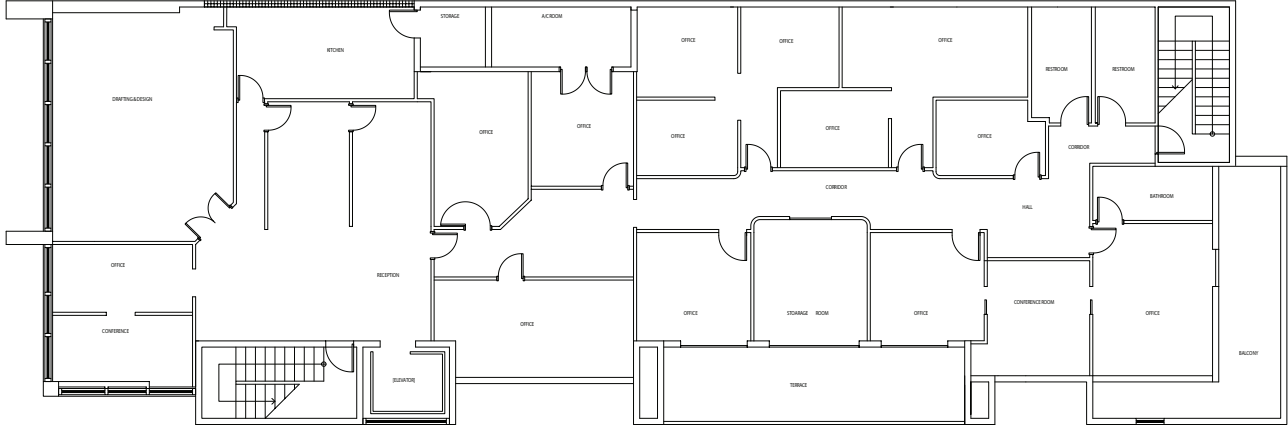 STORAGE
A/C ROOM
KITCHEN
OFFICE
OFFICE
OFFICE
RESTROOM
RESTROOM
DRAFTING&DESIGN
OFFICE
OFFICE
OFFICE
OFFICE
OFFICE
CORRIDOR
CORRIDOR
BATHROOM
HALL
OFFICE
RECEPTION
CONFERENCE ROOM
OFFICE
STOARAGE ROOM
OFFICE
OFFICE
OFFICE
CONFERENCE
BALCONY
[ELEVATOR]
TERRACE